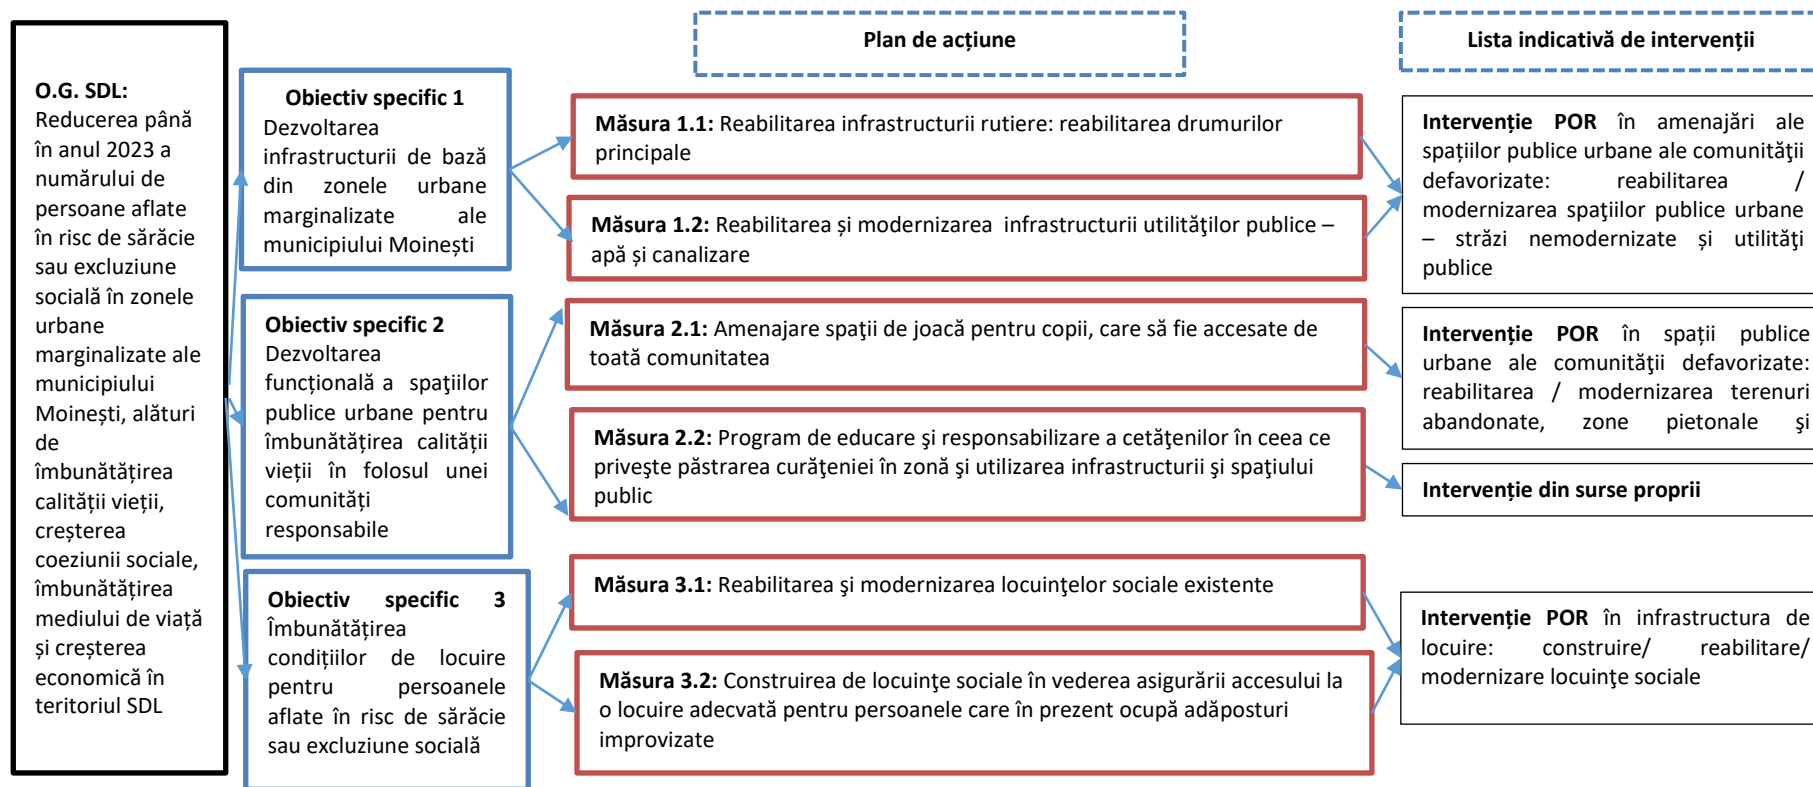 Plan de acțiune
Lista indicativă de intervenții
O.G. SDL:
Reducerea până
în anul 2023 a
numărului de
persoane aflate
în risc de sărăcie
sau excluziune
socială în zonele
urbane
marginalizate ale
municipiului
Moinești, alături
de
îmbunătățirea
calității vieții,
creșterea
coeziunii sociale,
îmbunătățirea
mediului de viață
și creșterea
economică în
teritoriul SDL
Obiectiv specific 1
Dezvoltarea
infrastructurii de bază
din zonele urbane
marginalizate ale
municipiului Moinești
Măsura 1.1: Reabilitarea infrastructurii rutiere: reabilitarea drumurilor
principale
Măsura 1.2: Reabilitarea și modernizarea infrastructurii utilităţilor publice –
apă și canalizare
Intervenție POR în amenajări ale
spațiilor publice urbane ale comunităţii
defavorizate: reabilitarea /
modernizarea spaţiilor publice urbane
– străzi nemodernizate și utilităţi
publice
Obiectiv specific 2
Dezvoltarea
funcțională a spaţiilor
publice urbane pentru
îmbunătățirea calității
vieții în folosul unei
comunități
responsabile
Măsura 2.1: Amenajare spaţii de joacă pentru copii, care să fie accesate de
toată comunitatea
Măsura 2.2: Program de educare şi responsabilizare a cetăţenilor în ceea ce
priveşte păstrarea curăţeniei în zonă şi utilizarea infrastructurii şi spaţiului
public
Intervenție POR în spații publice
urbane ale comunităţii defavorizate:
reabilitarea / modernizarea terenuri
abandonate, zone pietonale şi
Intervenție din surse proprii
Obiectiv specific 3
Îmbunătățirea
condițiilor de locuire
pentru persoanele
aflate în risc de sărăcie
sau excluziune socială
Măsura 3.1: Reabilitarea şi modernizarea locuinţelor sociale existente
Măsura 3.2: Construirea de locuinţe sociale în vederea asigurării accesului la
o locuire adecvată pentru persoanele care în prezent ocupă adăposturi
improvizate
Intervenție POR în infrastructura de
locuire: construire/ reabilitare/
modernizare locuinţe sociale